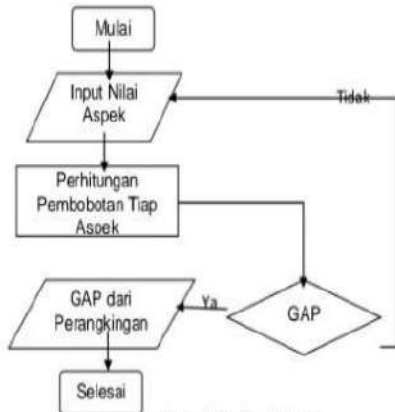 Mulai
Input Nilai
Aspek
Tidak
Perhitungan
Pembobotan Tiap
Aspek
GAP dari
Perangkingan
Ya
GAP
Selesai